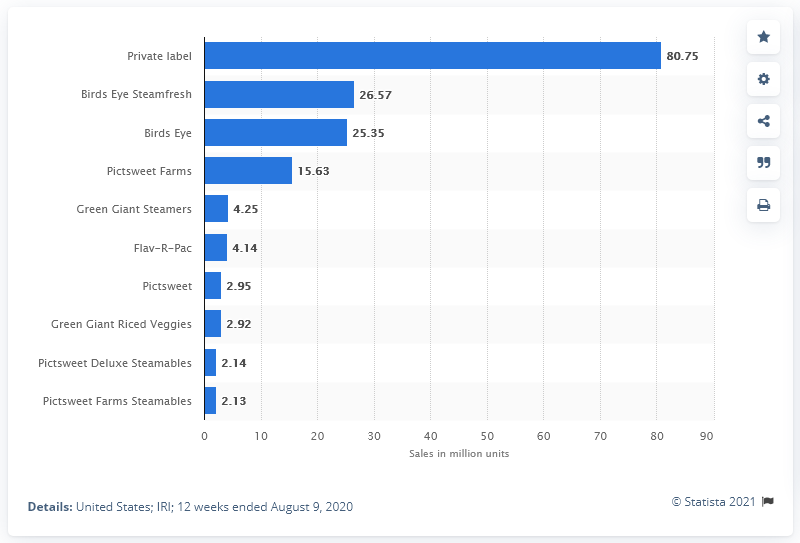 Private label 80.75
Birds Eye Steamfresh 26.57
Birds Eye 25.35
Pictsweet Farms 15.63
Green Giant Steamers 4.25
Flav-R-Pac 4.14
Pictsweet 2.95
Green Giant Riced Veggies 2.92
Pictsweet Deluxe Steamables 2.14
Pictsweet Farms Steamables 2.13
0 10 20 30 40 50 60 70 80 90
Sales in million units
Details: United States; IRI; 12 weeks ended August 9, 2020
© Statista 2021